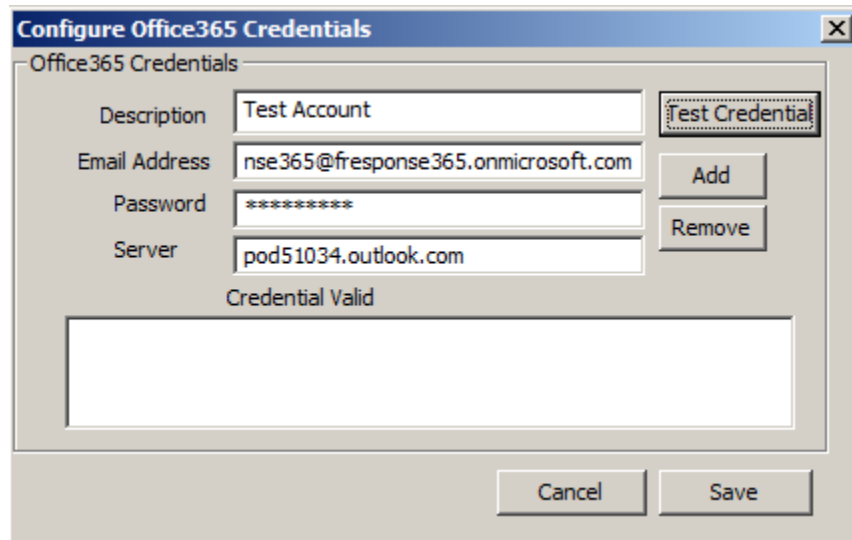 Configure Office365 Credentials
Office365 Credentials
Description Test Account Test Credential
Email Address nse365@fresponse365.onmicrosoft.com Add
Password ********* Remove
Server pod51034.outlook.com
Credential Valid
Cancel Save